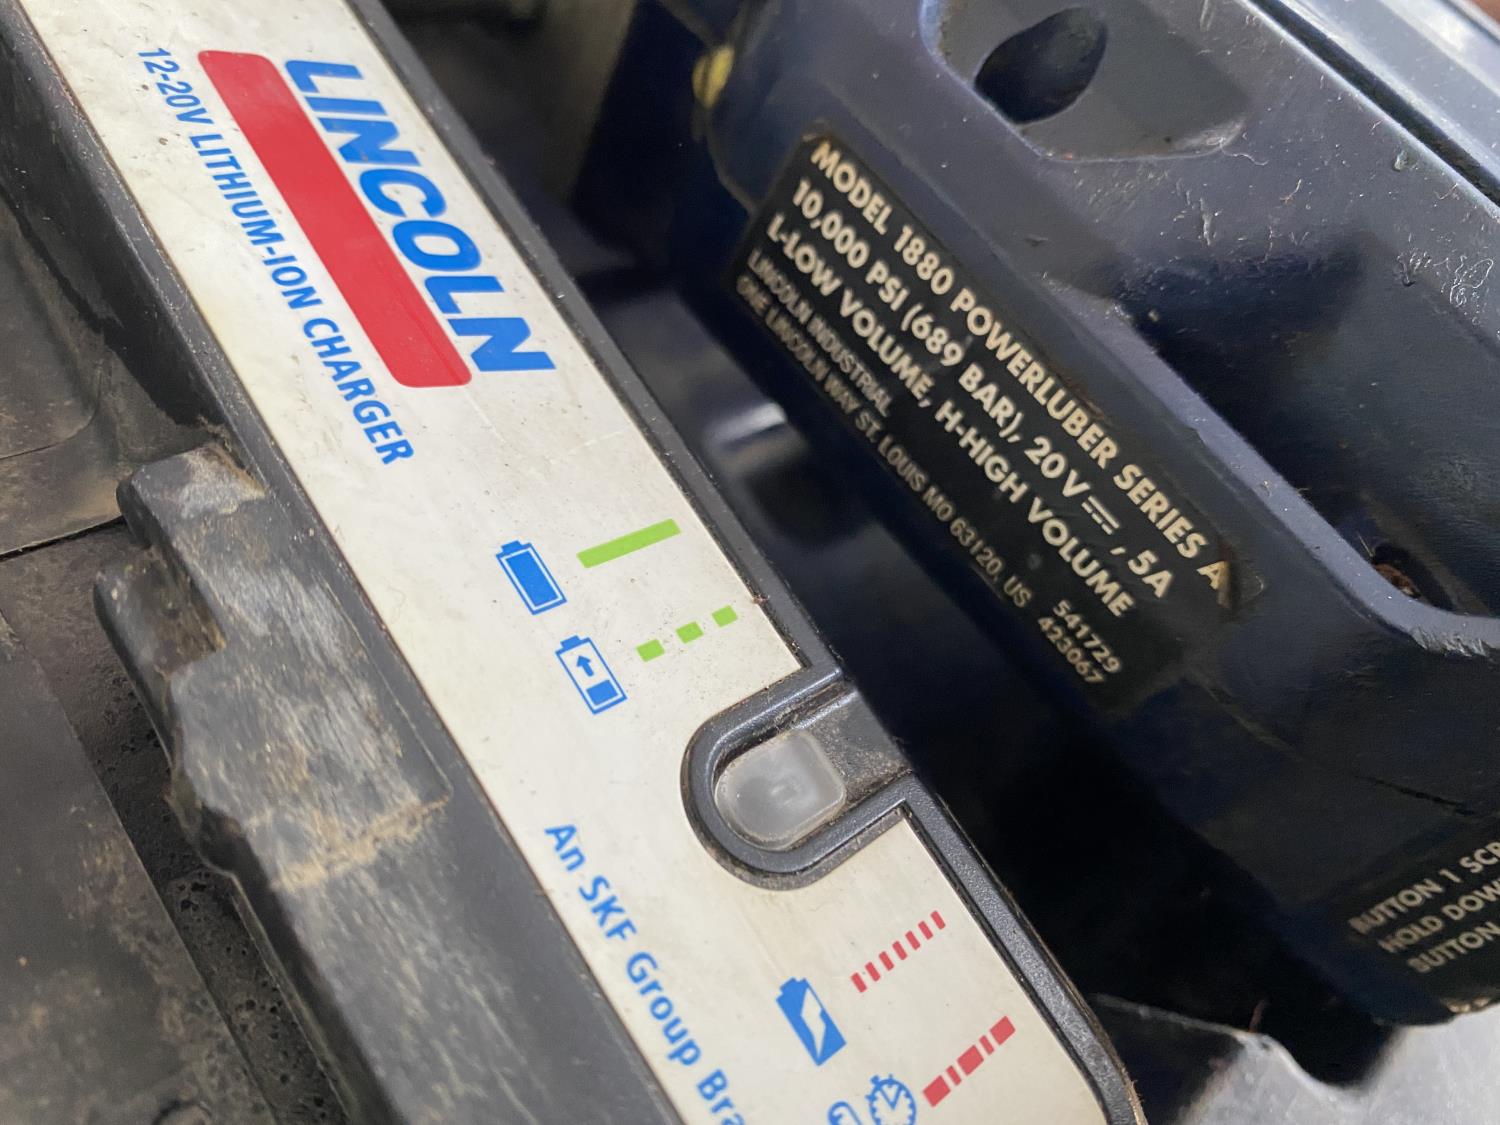 LINCOLN
12-20V LITHIUM-ION CHARGER
An SKF Group Bra
MODEL 1880 POWERLUBER SERIES A
10,000 PSI (689 BAR), 20 V ⎓, 5A
L-LOW VOLUME, H-HIGH VOLUME
LINCOLN INDUSTRIAL 541729
ONE LINCOLN WAY ST. LOUIS MO 63120, US 423067
BUTTON 1 SCR
HOLD DOW
BUTTON